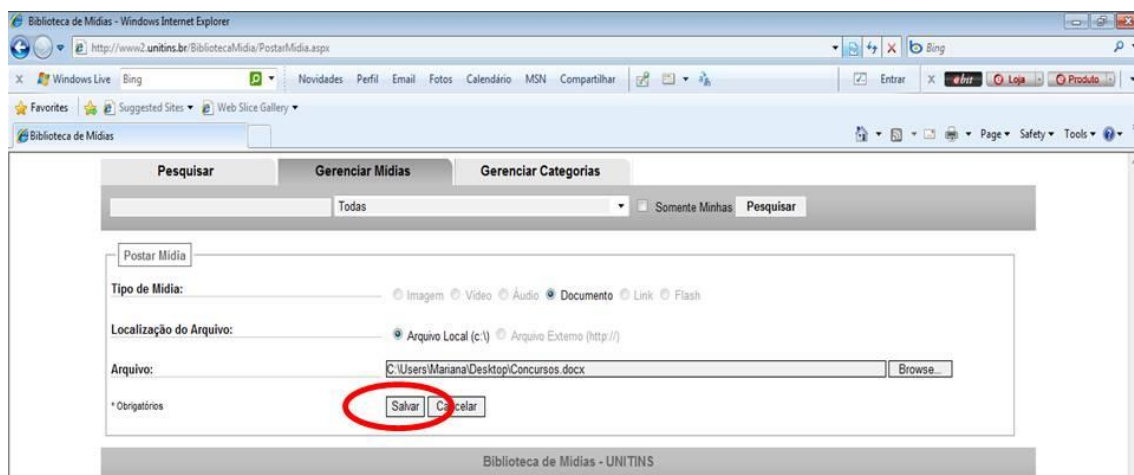 Biblioteca de Mídias - Windows Internet Explorer
http://www2.unitins.br/BibliotecaMidia/PostarMidia.aspx
Bing
X Windows Live Bing Novidades Perfil Email Fotos Calendário MSN Compartilhar Entrar X ebit Loja Produto
Favorites Suggested Sites Web Slice Gallery
Biblioteca de Mídias Page Safety Tools
Pesquisar Gerenciar Mídias Gerenciar Categorias
Todas Somente Minhas Pesquisar
Postar Mídia
Tipo de Mídia: Imagem Vídeo Áudio Documento Link Flash
Localização do Arquivo: Arquivo Local (c:\) Arquivo Externo (http://)
Arquivo: C:\Users\Mariana\Desktop\Concursos.docx Browse...
* Obrigatórios Salvar Cancelar
Biblioteca de Mídias - UNITINS